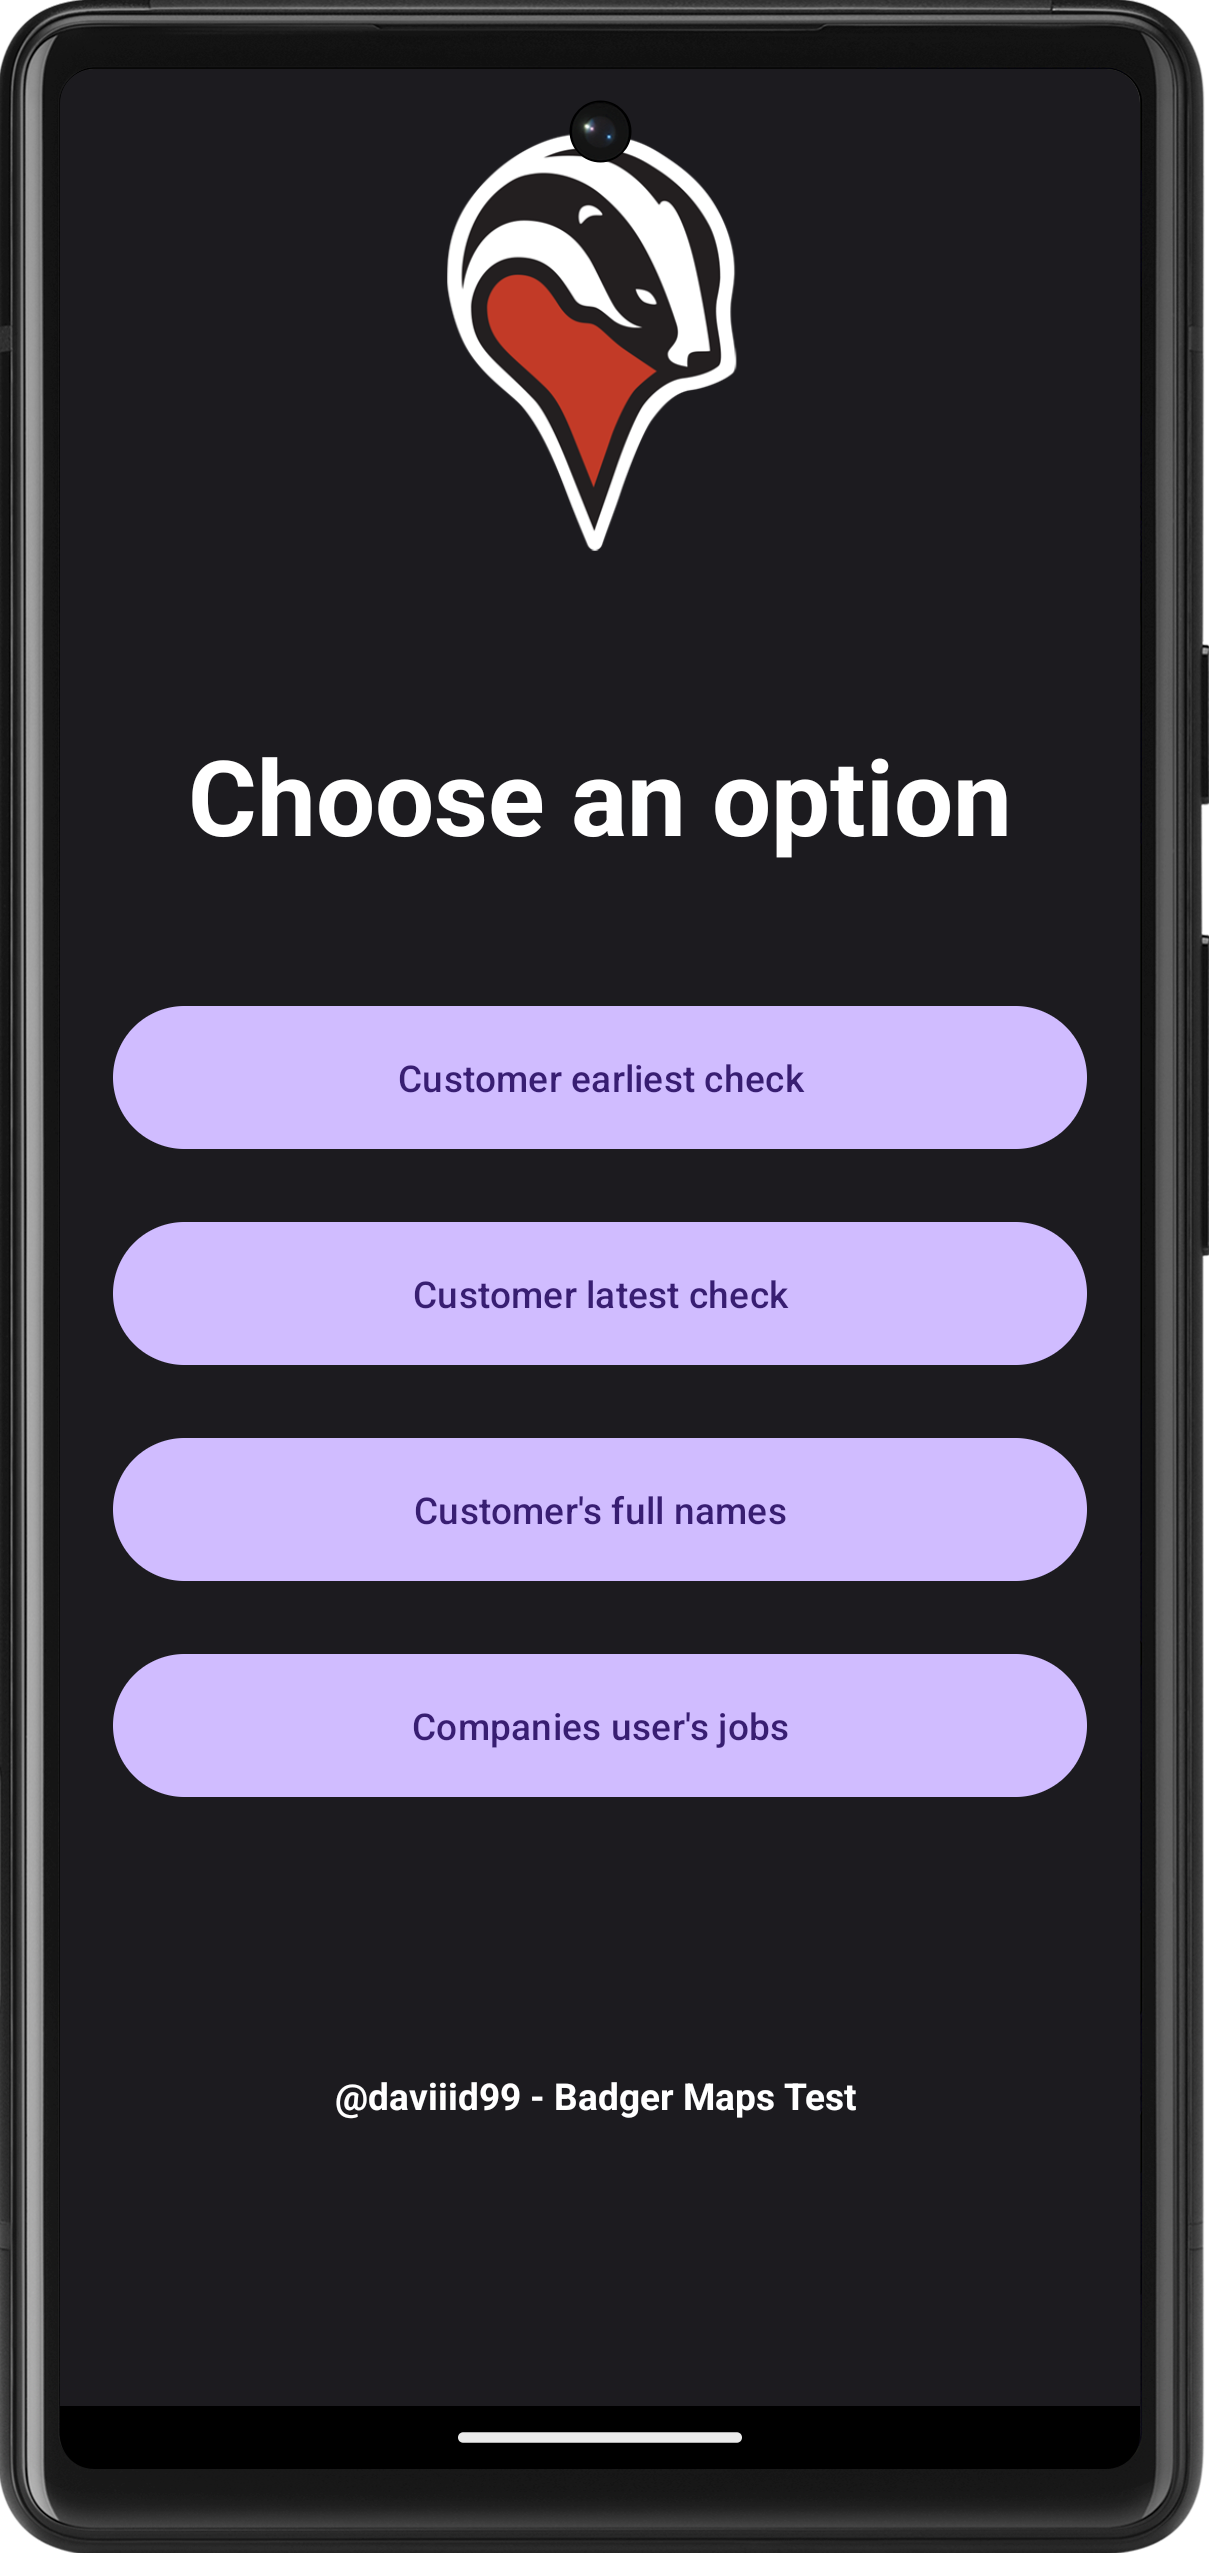 Choose an option
Customer earliest check
Customer latest check
Customer's full names
Companies user's jobs
@daviiid99 - Badger Maps Test